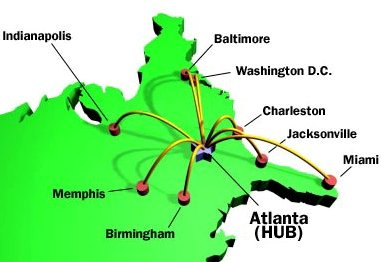 Baltimore
Indianapolis
Washington D.C.
Charleston
Jacksonville
Miami
Memphis
Atlanta
(HUB)
Birmingham